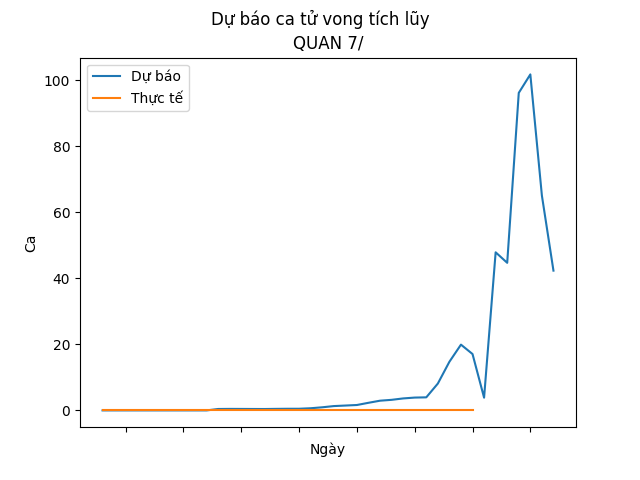 Dự báo ca tử vong tích lũy
QUAN 7/
Dự báo
Thực tế
100
80
60
40
20
0
Ca
Ngày